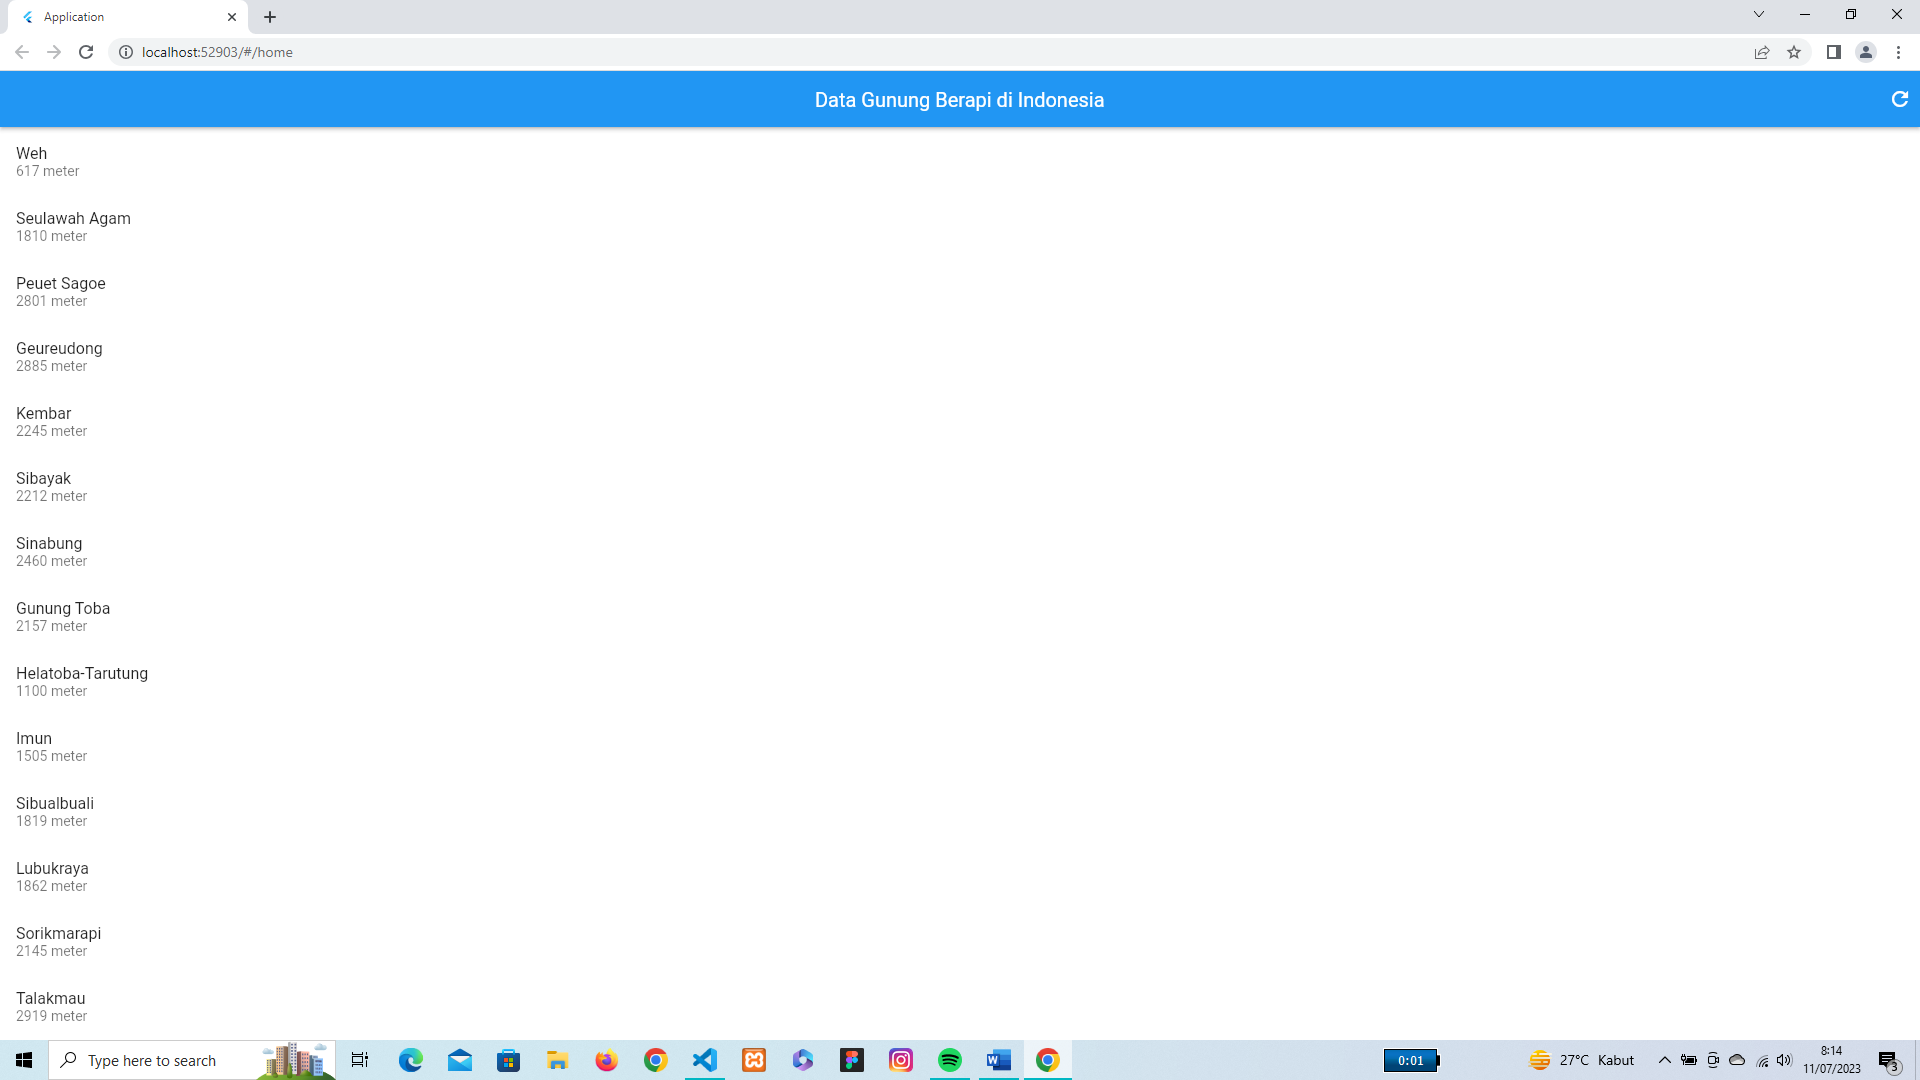 Application
localhost:52903/#/home
Data Gunung Berapi di Indonesia
Weh
617 meter
Seulawah Agam
1810 meter
Peuet Sagoe
2801 meter
Geureudong
2885 meter
Kembar
2245 meter
Sibayak
2212 meter
Sinabung
2460 meter
Gunung Toba
2157 meter
Helatoba-Tarutung
1100 meter
Imun
1505 meter
Sibualbuali
1819 meter
Lubukraya
1862 meter
Sorikmarapi
2145 meter
Talakmau
2919 meter
Type here to search
0:01
27°C Kabut
8:14
11/07/2023
3